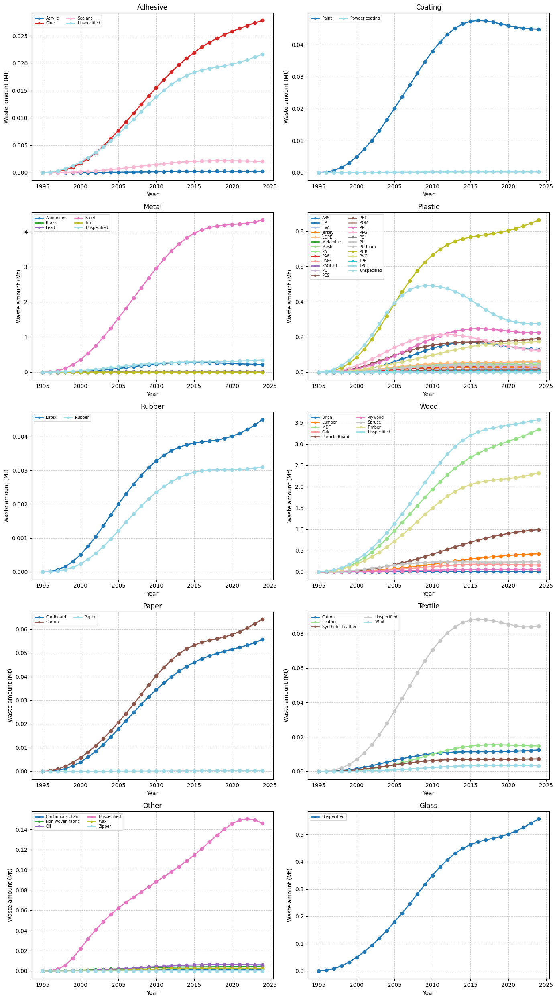 Adhesive
Acrylic
Glue
Sealant
Unspecified
Waste amount (Mt)
0.025
0.020
0.015
0.010
0.005
0.000
1995 2000 2005 2010 2015 2020 2025
Year
Coating
Paint
Powder coating
Waste amount (Mt)
0.04
0.03
0.02
0.01
0.00
1995 2000 2005 2010 2015 2020 2025
Year
Metal
Aluminium
Brass
Lead
Steel
Tin
Unspecified
Waste amount (Mt)
4
3
2
1
0
1995 2000 2005 2010 2015 2020 2025
Year
Plastic
ABS
EP
EVA
Jersey
LDPE
Melamine
Mesh
PA
PA6
PA66
PAGF30
PE
PES
PET
POM
PP
PPGF
PS
PU
PU foam
PUR
PVC
TPE
TPU
Unspecified
Waste amount (Mt)
0.8
0.6
0.4
0.2
0.0
1995 2000 2005 2010 2015 2020 2025
Year
Rubber
Latex
Rubber
Waste amount (Mt)
0.004
0.003
0.002
0.001
0.000
1995 2000 2005 2010 2015 2020 2025
Year
Wood
Brich
Lumber
MDF
Oak
Particle Board
Plywood
Spruce
Timber
Unspecified
Waste amount (Mt)
3.5
3.0
2.5
2.0
1.5
1.0
0.5
0.0
1995 2000 2005 2010 2015 2020 2025
Year
Paper
Cardboard
Carton
Paper
Waste amount (Mt)
0.06
0.05
0.04
0.03
0.02
0.01
0.00
1995 2000 2005 2010 2015 2020 2025
Year
Textile
Cotton
Leather
Synthetic Leather
Unspecified
Wool
Waste amount (Mt)
0.08
0.06
0.04
0.02
0.00
1995 2000 2005 2010 2015 2020 2025
Year
Other
Continuous chain
Non-woven fabric
Oil
Unspecified
Wax
Zipper
Waste amount (Mt)
0.14
0.12
0.10
0.08
0.06
0.04
0.02
0.00
1995 2000 2005 2010 2015 2020 2025
Year
Glass
Unspecified
Waste amount (Mt)
0.5
0.4
0.3
0.2
0.1
0.0
1995 2000 2005 2010 2015 2020 2025
Year